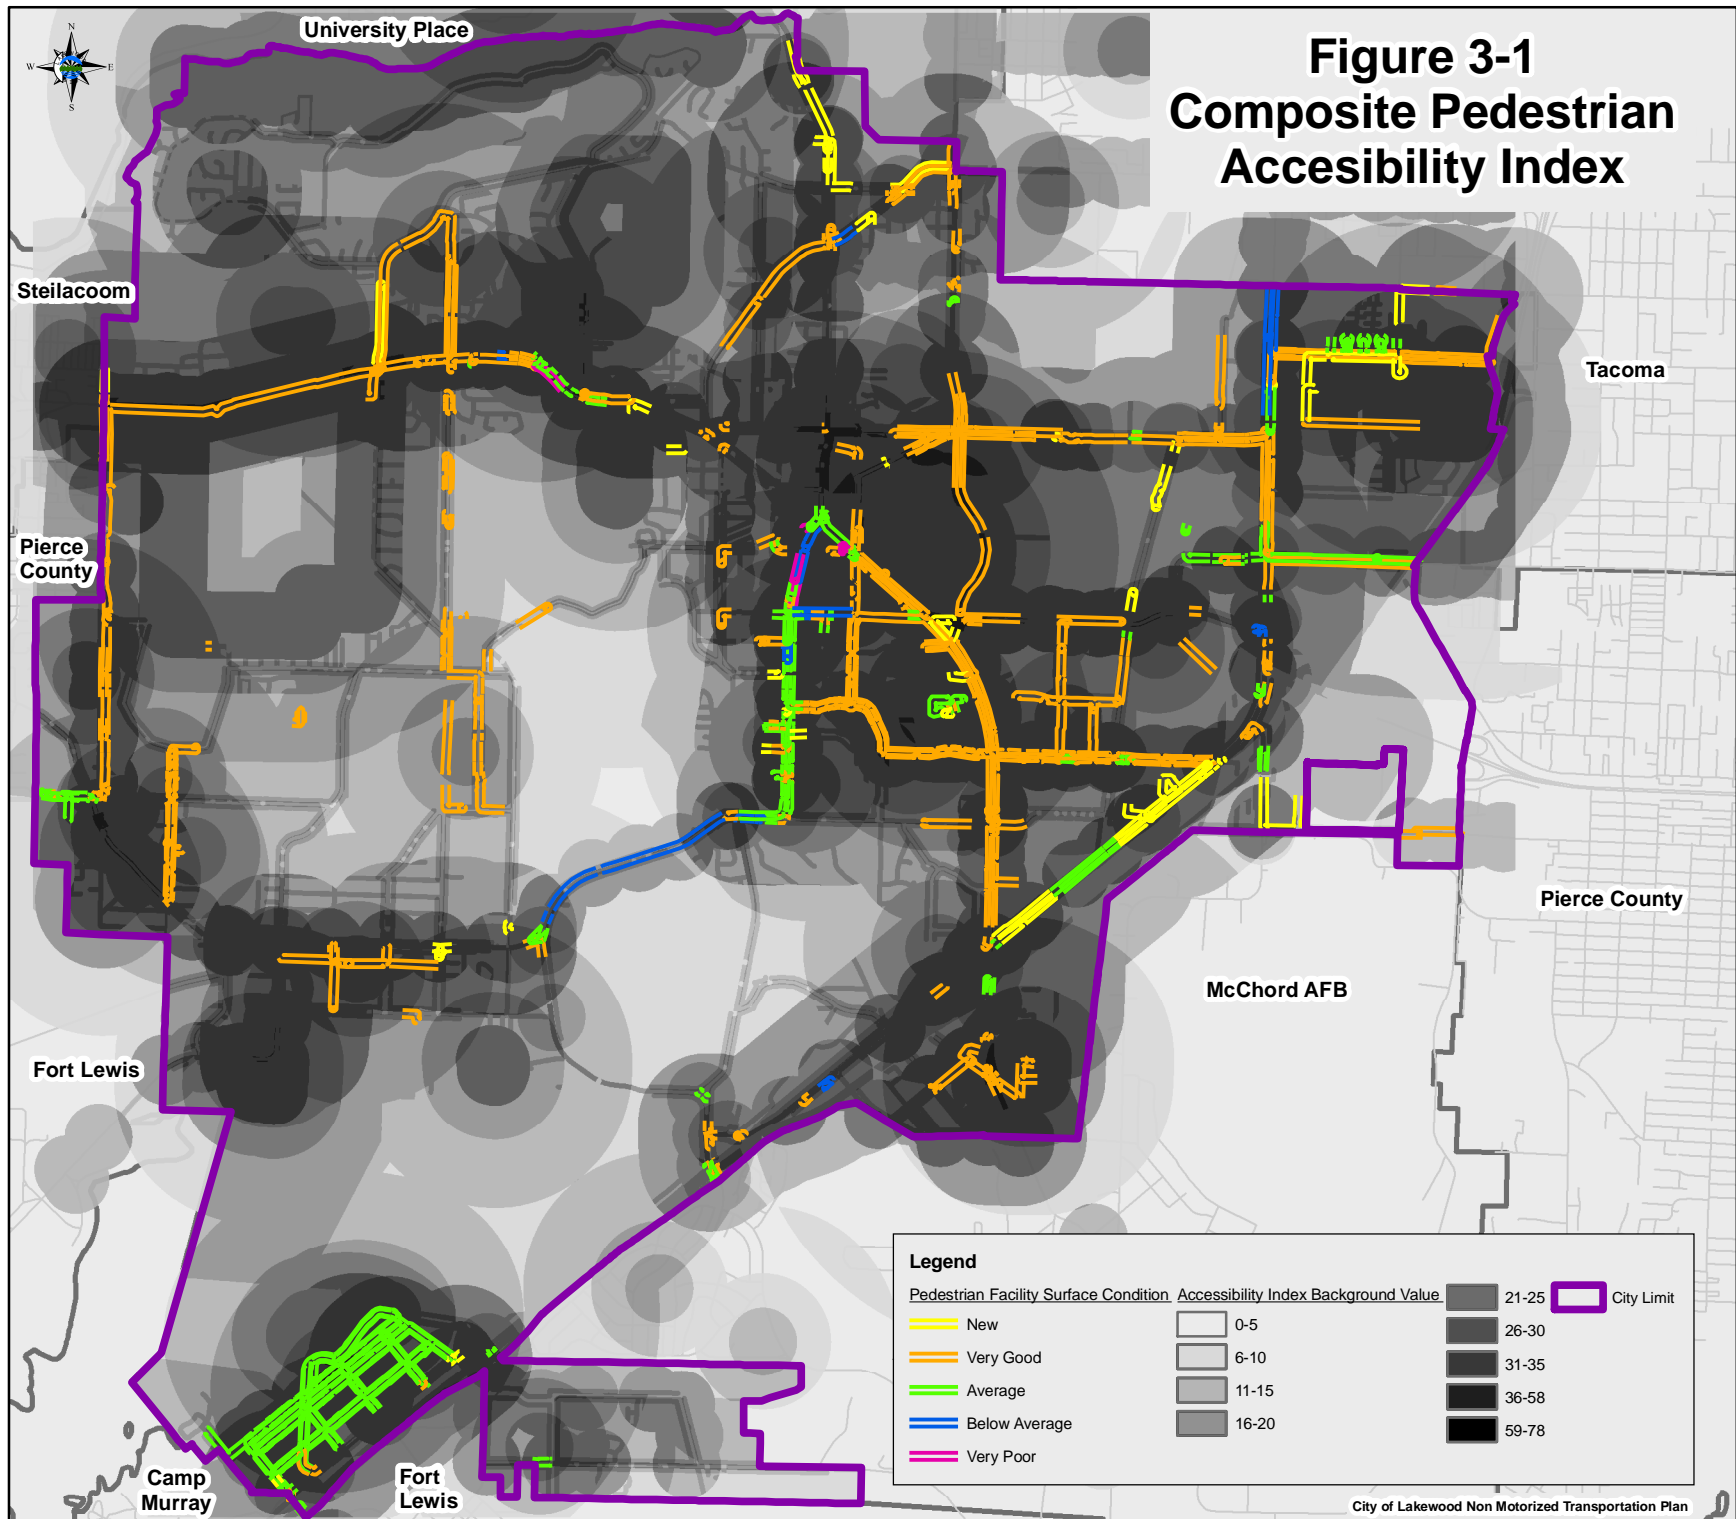 Figure 3-1
Composite Pedestrian
Accesibility Index
N
W
E
S
University Place
Steilacoom
Tacoma
Pierce
County
Pierce County
McChord AFB
Fort Lewis
Camp
Murray
Fort
Lewis
Legend
Pedestrian Facility Surface Condition
New
Very Good
Average
Below Average
Very Poor
Accessibility Index Background Value
0-5
6-10
11-15
16-20
21-25
26-30
31-35
36-58
59-78
City Limit
City of Lakewood Non Motorized Transportation Plan